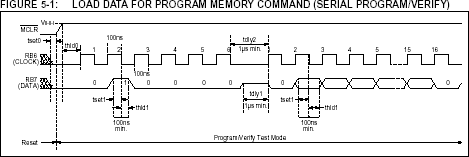 FIGURE 5-1: LOAD DATA FOR PROGRAM MEMORY COMMAND (SERIAL PROGRAM/VERIFY)
VIHH
MCLR
tset0
thld0
100ns
tdly2
1μs min.
RB6
(CLOCK)
1 2 3 4 5 6 1 2 3 4 5 15 16
100ns
RB7
(DATA)
0 0 0 0 0 0 0
tset1
thld1
100ns
min.
tdly1
1μs min.
tset1
thld1
100ns
min.
Reset
Program/Verify Test Mode